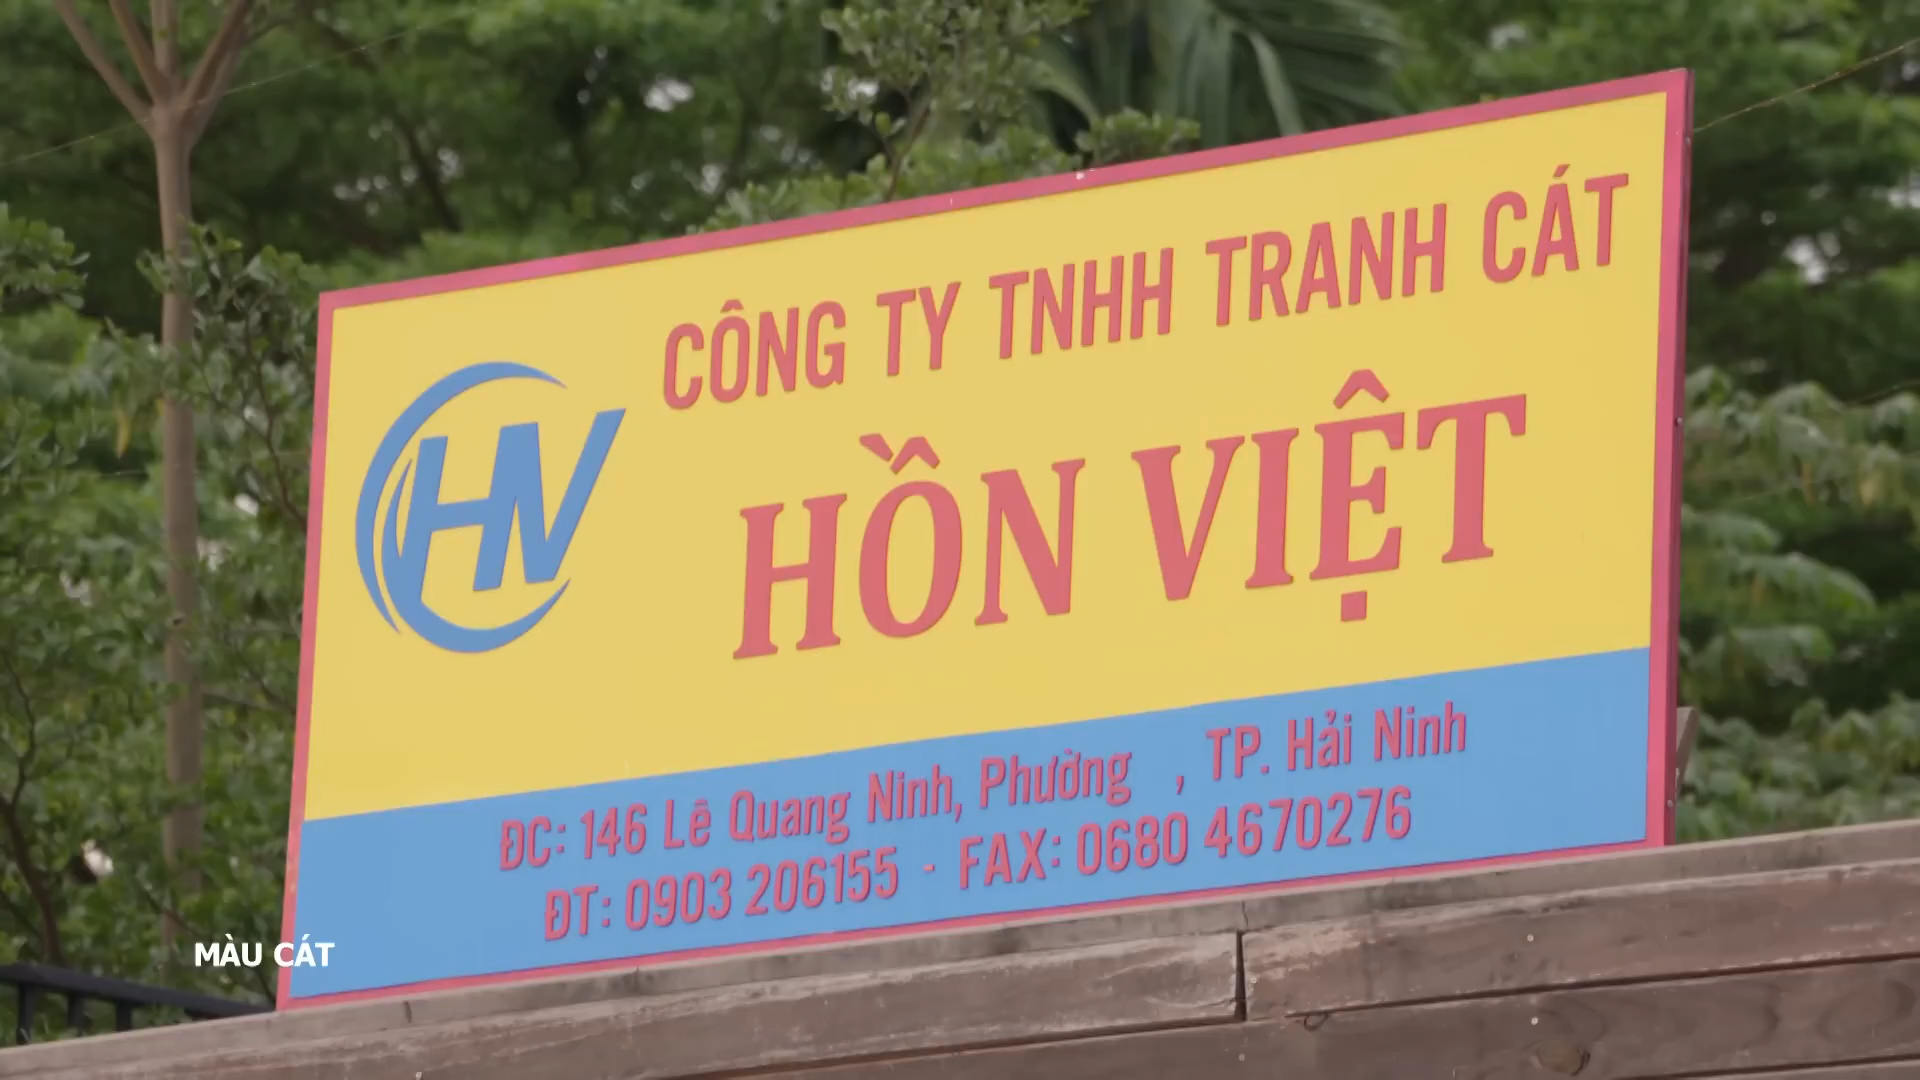 CÔNG TY TNHH TRANH CÁT
HV
HỒN VIỆT
ĐC: 146 Lê Quang Ninh, Phường , TP. Hải Ninh
ĐT: 0903 206155 - FAX: 0680 4670276
MÀU CÁT